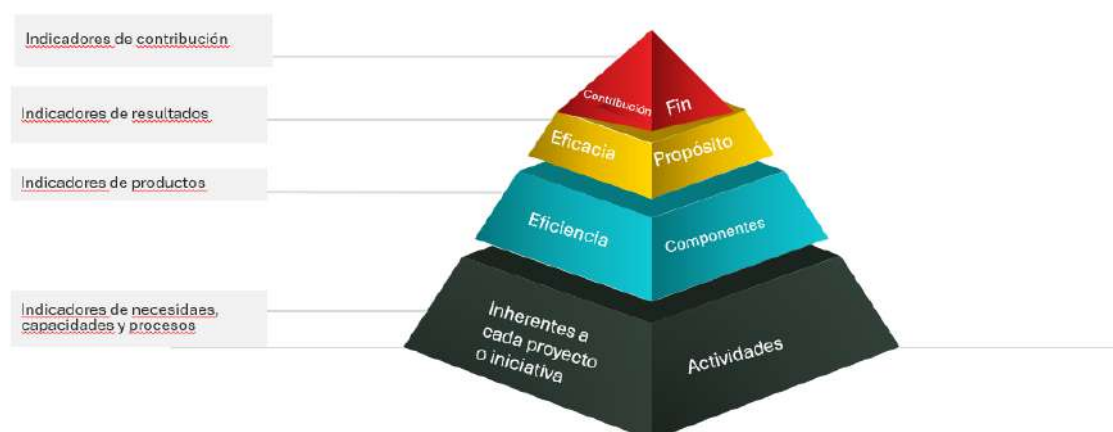 Indicadores de contribución
Indicadores de resultados
Indicadores de productos
Indicadores de necesidaes,
capacidades y procesos
Contribución
Fin
Eficacia
Propósito
Eficiencia
Componentes
Inherentes a
cada proyecto
o iniciativa
Actividades